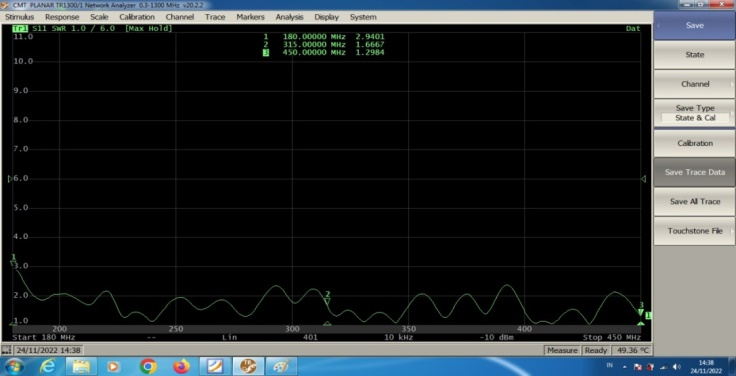 CMT PLANAR TR1300/1 Network Analyzer 0.3-1300 MHz v20.2.2
Stimulus Response Scale Calibration Channel Trace Markers Analysis Display System
Tr1 S11 SWR 1.0 / 6.0 [Max Hold] Dat
1 180.00000 MHz 2.9401
2 315.00000 MHz 1.6667
3 450.00000 MHz 1.2984
11.0
10.0
9.0
8.0
7.0
6.0
5.0
4.0
3.0
2.0
1.0
1
2
3
1
200 250 300 350 400
Start 180 MHz -- Lin 401 10 kHz -10 dBm Stop 450 MHz
24/11/2022 14:38 Measure Ready 49.36 °C
Save
State
Channel
Save Type
State & Cal
Calibration
Save Trace Data
Save All Trace
Touchstone File
IN 14:38
24/11/2022